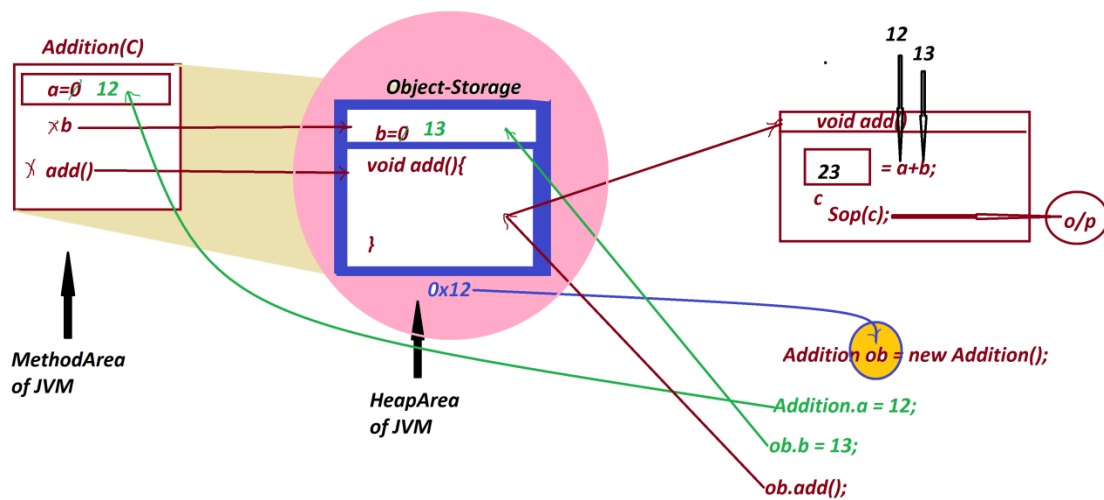 Addition(C)
a=0 12
x b
x add()
MethodArea
of JVM
Object-Storage
b=0 13
void add(){
}
0x12
HeapArea
of JVM
12
13
void add()
23 = a+b;
c
Sop(c);
o/p
Addition ob = new Addition();
Addition.a = 12;
ob.b = 13;
ob.add();